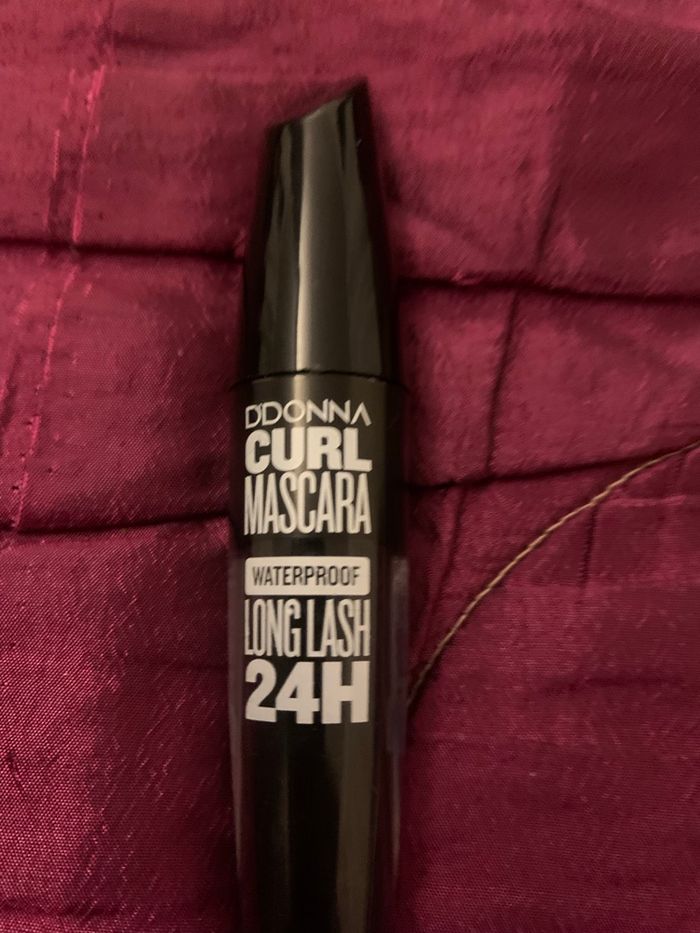 D'DONNA
CURL
MASCARA
WATERPROOF
LONG LASH
24H